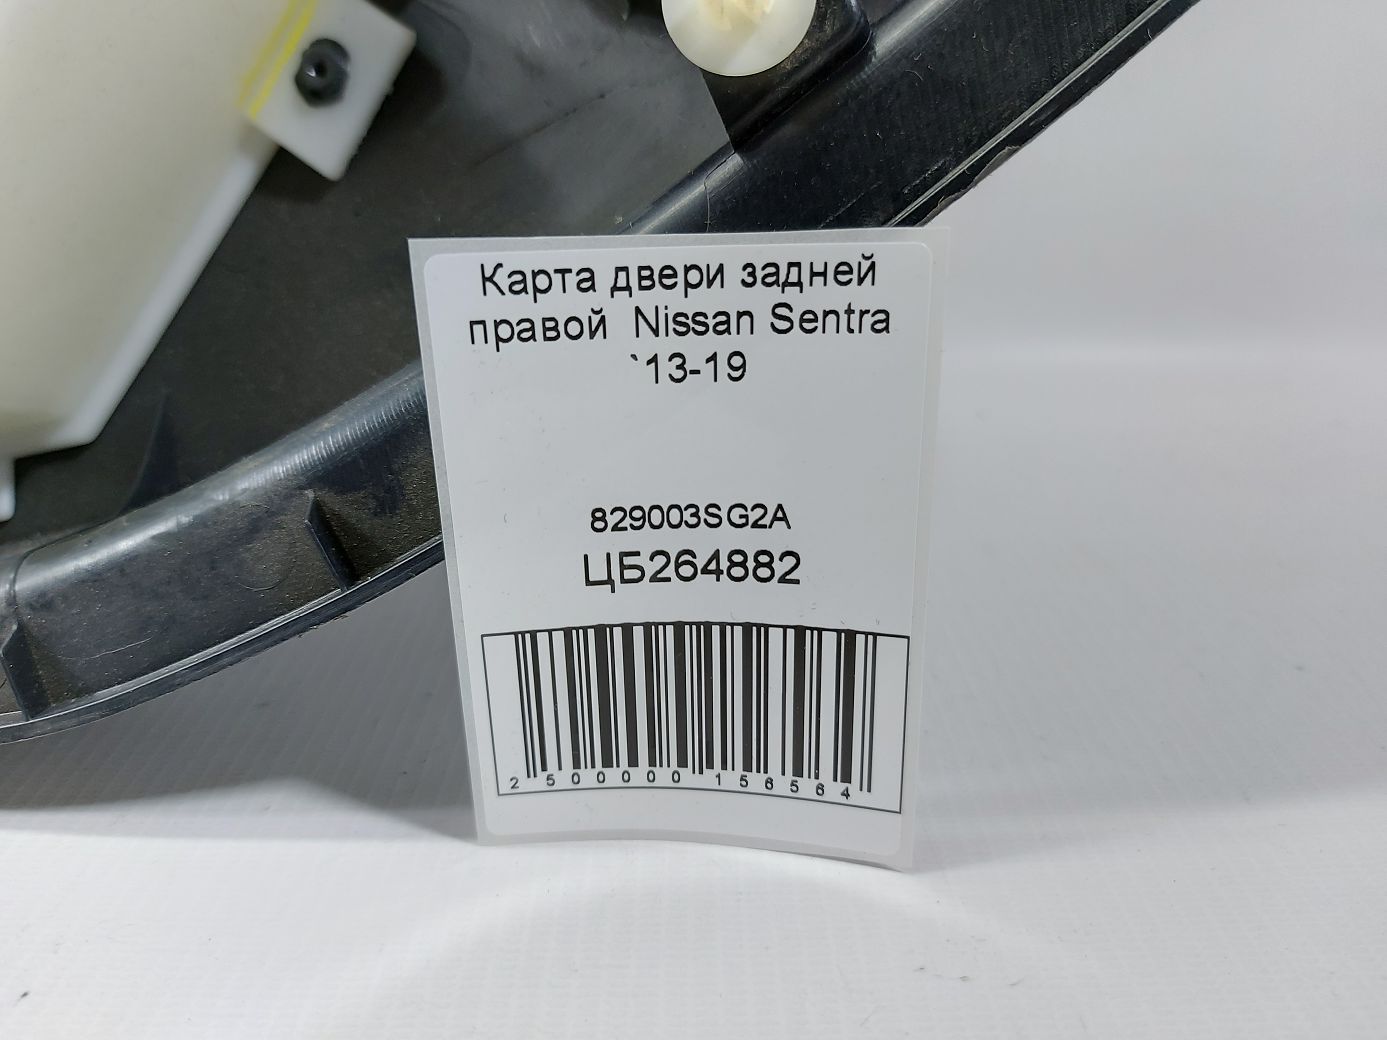 Карта двери задней
правой Nissan Sentra
`13-19
829003SG2A
ЦБ264882
2500000156564